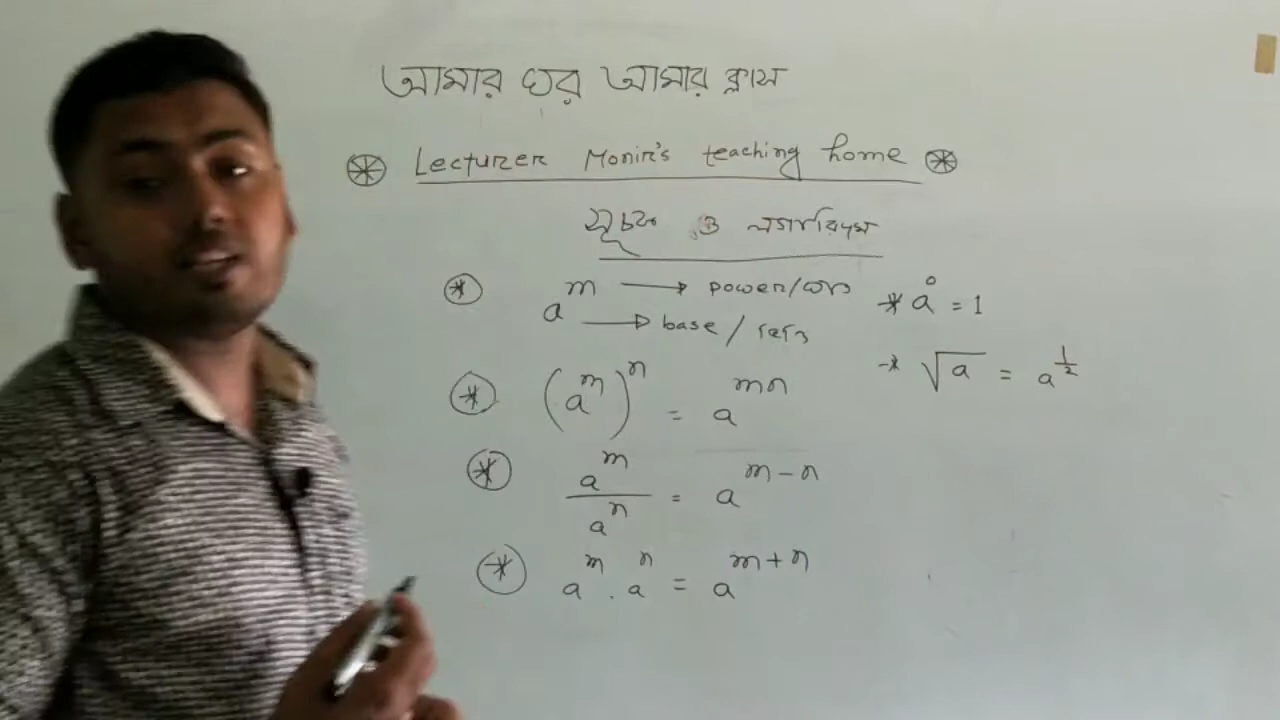 আমার ঘর আমার ক্লাস
Lecturer Monir's teaching home
সূচক ও লগারিদম
a^m → power/ঘাত
→ base /
* a^0 = 1
* √a = a^{1/2}
(a^m)^n = a^{mn}
a^m / a^n = a^{m-n}
a^m . a^n = a^{m+n}